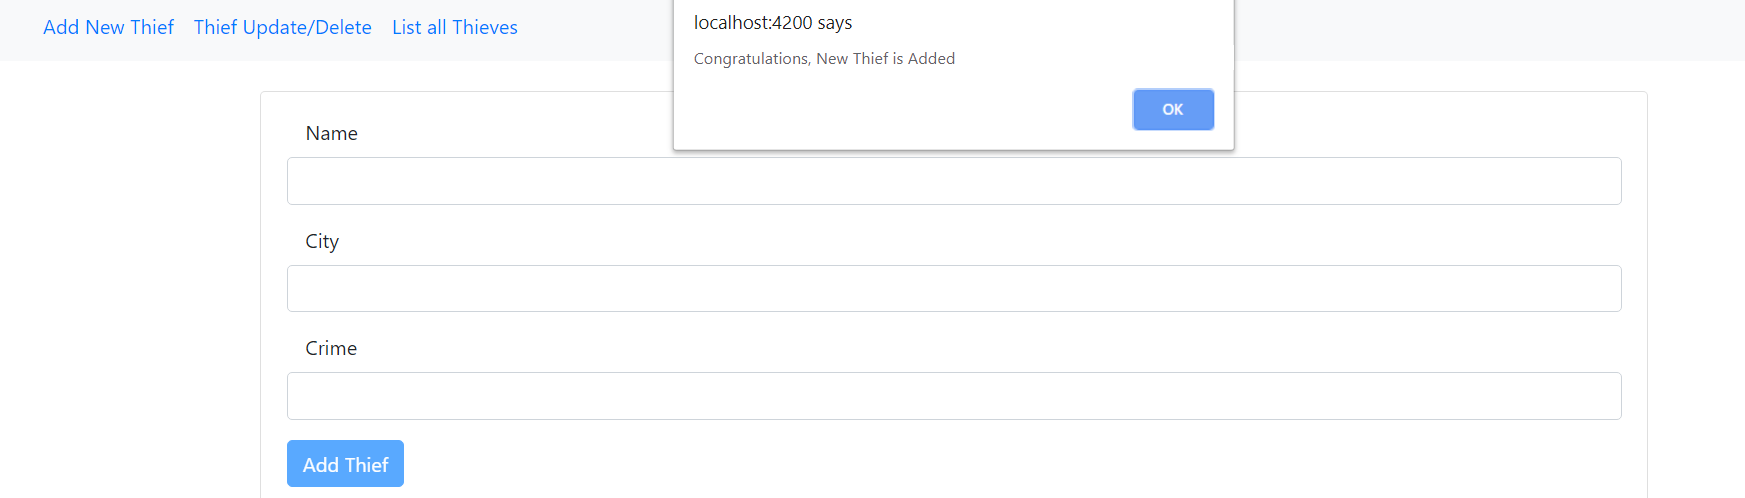 Add New Thief Thief Update/Delete List all Thieves
localhost:4200 says
Congratulations, New Thief is Added
OK
Name
City
Crime
Add Thief